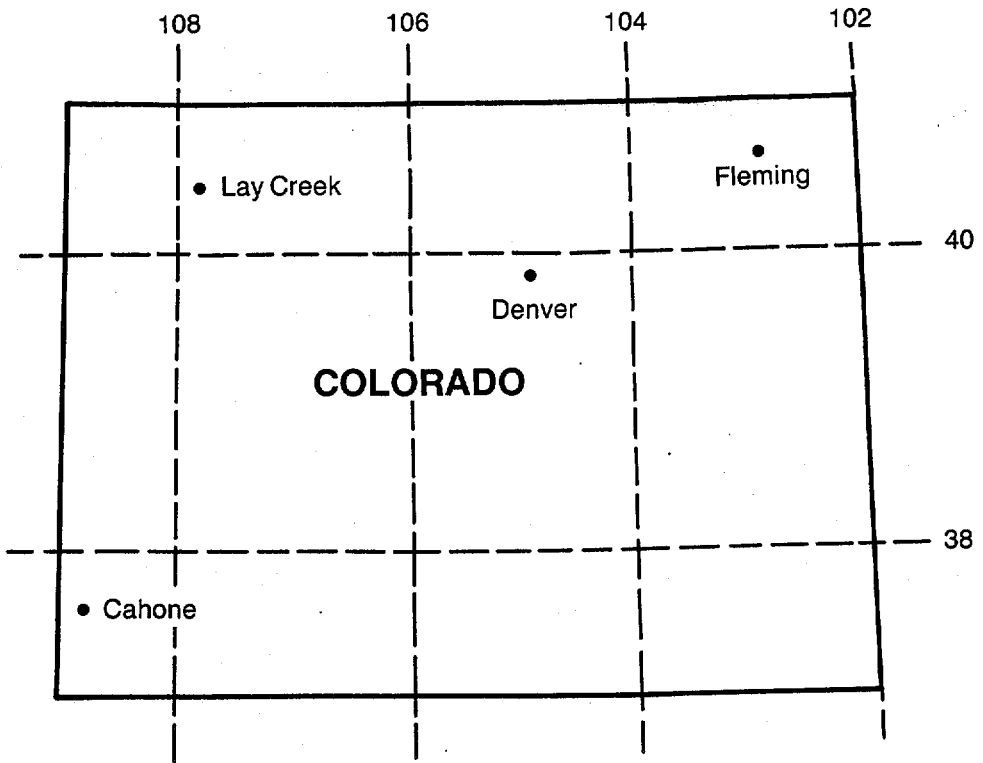 108 106 104 102
Fleming
Lay Creek
40
Denver
COLORADO
38
Cahone